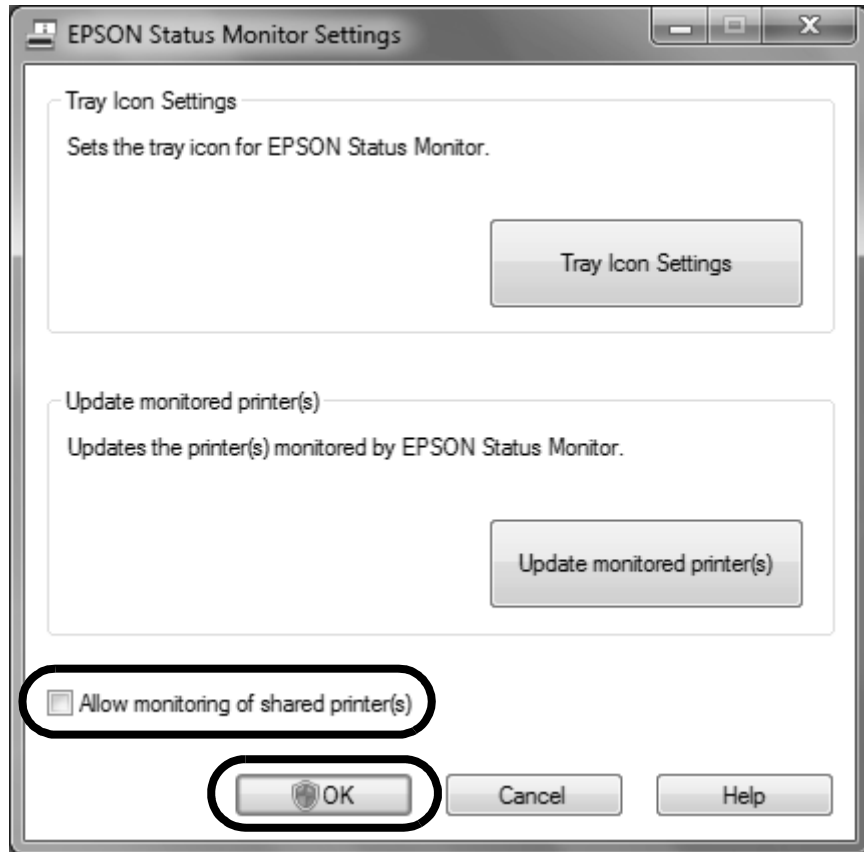 EPSON Status Monitor Settings
Tray Icon Settings
Sets the tray icon for EPSON Status Monitor.
Tray Icon Settings
Update monitored printer(s)
Updates the printer(s) monitored by EPSON Status Monitor.
Update monitored printer(s)
Allow monitoring of shared printer(s)
OK
Cancel
Help